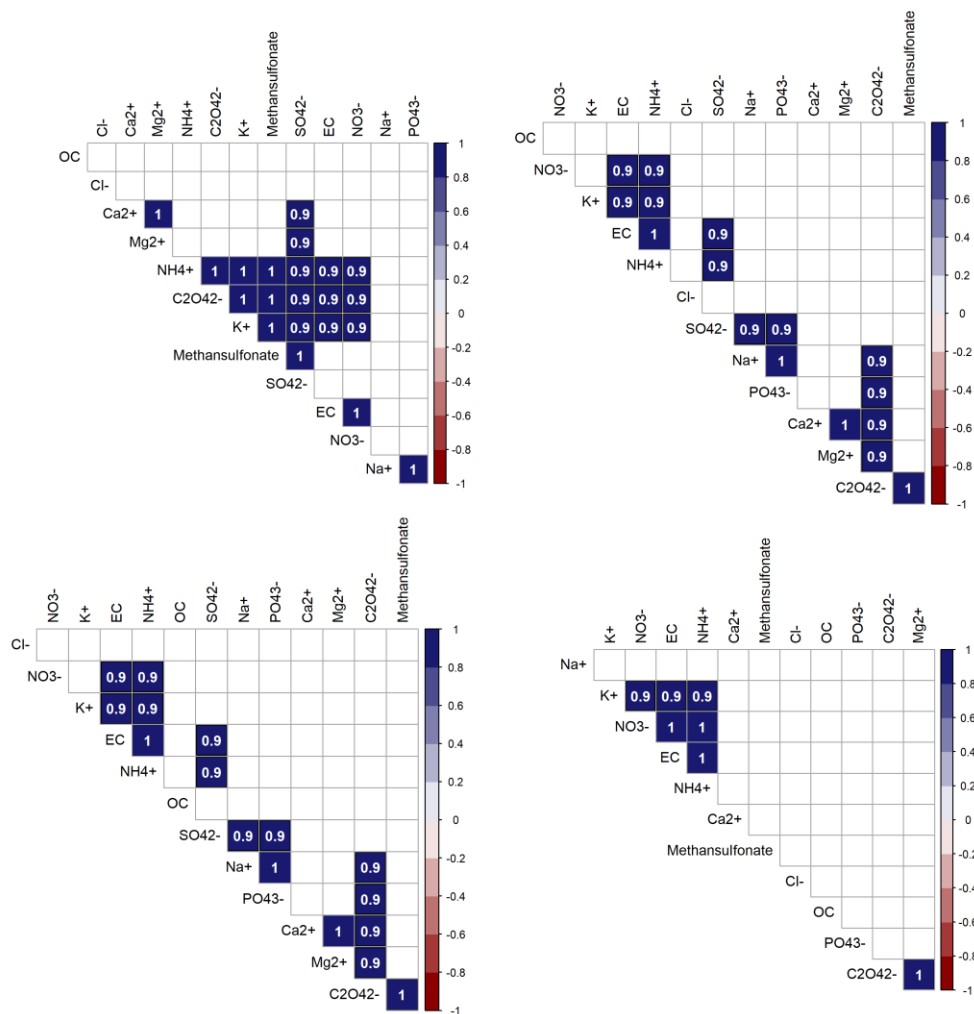 Cl- Ca2+ Mg2+ NH4+ C2O42- K+ Methansulfonate SO42- EC NO3- Na+ PO43-
OC
Cl-
Ca2+ 1 0.9
Mg2+ 0.9
NH4+ 1 1 1 0.9 0.9 0.9
C2O42- 1 1 0.9 0.9 0.9
K+ 1 0.9 0.9 0.9
Methansulfonate 1
SO42-
EC 1
NO3-
Na+ 1
1
0.8
0.6
0.4
0.2
0
-0.2
-0.4
-0.6
-0.8
-1
NO3- K+ EC NH4+ Cl- SO42- Na+ PO43- Ca2+ Mg2+ C2O42- Methansulfonate
OC
NO3- 0.9 0.9
K+ 0.9 0.9
EC 1 0.9
NH4+ 0.9
Cl-
SO42- 0.9 0.9
Na+ 1 0.9
PO43- 0.9
Ca2+ 1 0.9
Mg2+ 0.9
C2O42- 1
1
0.8
0.6
0.4
0.2
0
-0.2
-0.4
-0.6
-0.8
-1
NO3- K+ EC NH4+ OC SO42- Na+ PO43- Ca2+ Mg2+ C2O42- Methansulfonate
Cl-
NO3- 0.9 0.9
K+ 0.9 0.9
EC 1 0.9
NH4+ 0.9
OC
SO42- 0.9 0.9
Na+ 1 0.9
PO43- 0.9
Ca2+ 1 0.9
Mg2+ 0.9
C2O42- 1
1
0.8
0.6
0.4
0.2
0
-0.2
-0.4
-0.6
-0.8
-1
K+ NO3- EC NH4+ Ca2+ Methansulfonate Cl- OC PO43- C2O42- Mg2+
Na+
K+ 0.9 0.9 0.9
NO3- 1 1
EC 1
NH4+
Ca2+
Methansulfonate
Cl-
OC
PO43-
C2O42- 1
1
0.8
0.6
0.4
0.2
0
-0.2
-0.4
-0.6
-0.8
-1